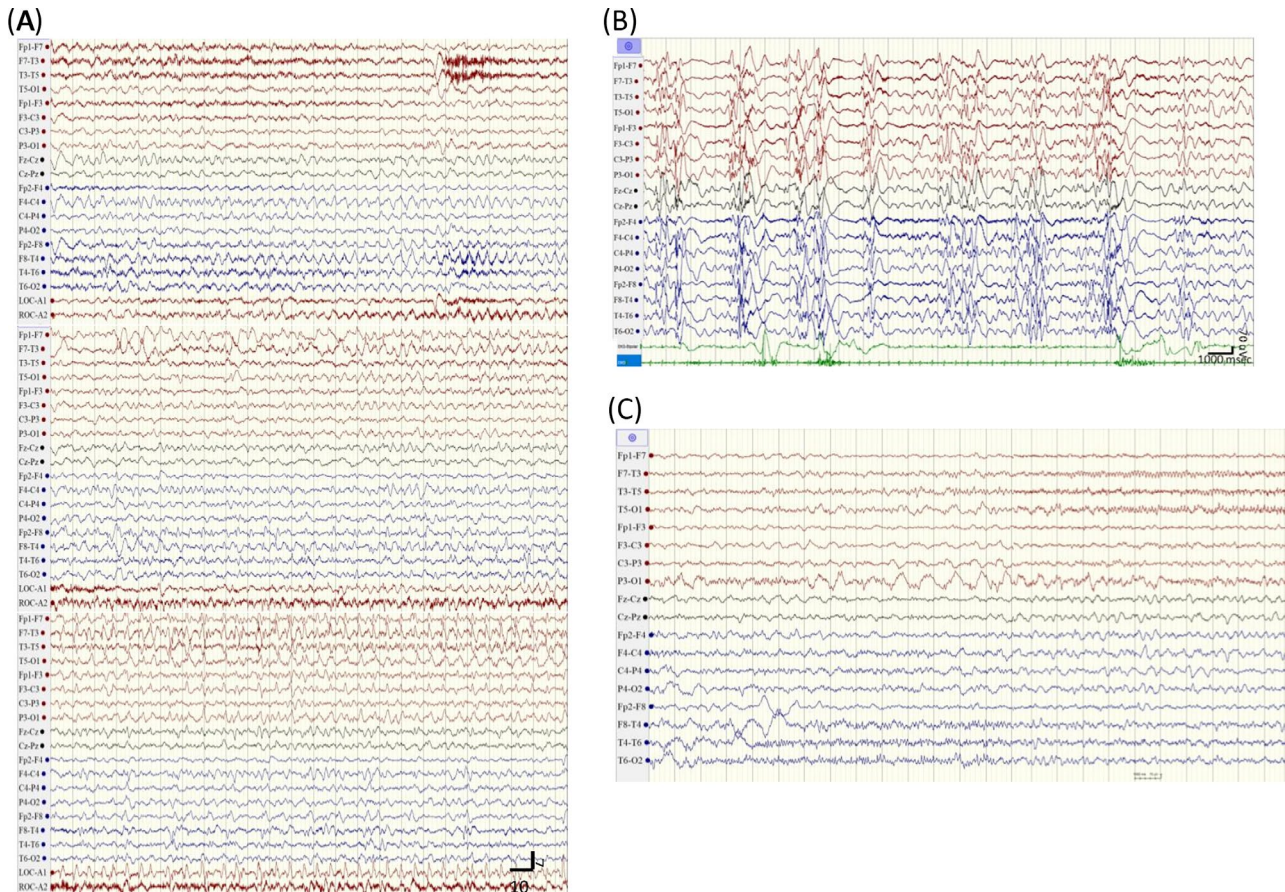 (A)
Fp1-F7
F7-T3
T3-T5
T5-O1
Fp1-F3
F3-C3
C3-P3
P3-O1
Fz-Cz
Cz-Pz
Fp2-F4
F4-C4
C4-P4
P4-O2
Fp2-F8
F8-T4
T4-T6
T6-O2
LOC-A1
ROC-A2
Fp1-F7
F7-T3
T3-T5
T5-O1
Fp1-F3
F3-C3
C3-P3
P3-O1
Fz-Cz
Cz-Pz
Fp2-F4
F4-C4
C4-P4
P4-O2
Fp2-F8
F8-T4
T4-T6
T6-O2
LOC-A1
ROC-A2
Fp1-F7
F7-T3
T3-T5
T5-O1
Fp1-F3
F3-C3
C3-P3
P3-O1
Fz-Cz
Cz-Pz
Fp2-F4
F4-C4
C4-P4
P4-O2
Fp2-F8
F8-T4
T4-T6
T6-O2
LOC-A1
ROC-A2
7
10
(B)
Fp1-F7
F7-T3
T3-T5
T5-O1
Fp1-F3
F3-C3
C3-P3
P3-O1
Fz-Cz
Cz-Pz
Fp2-F4
F4-C4
C4-P4
P4-O2
Fp2-F8
F8-T4
T4-T6
T6-O2
70 µV
1000 msec
(C)
Fp1-F7
F7-T3
T3-T5
T5-O1
Fp1-F3
F3-C3
C3-P3
P3-O1
Fz-Cz
Cz-Pz
Fp2-F4
F4-C4
C4-P4
P4-O2
Fp2-F8
F8-T4
T4-T6
T6-O2